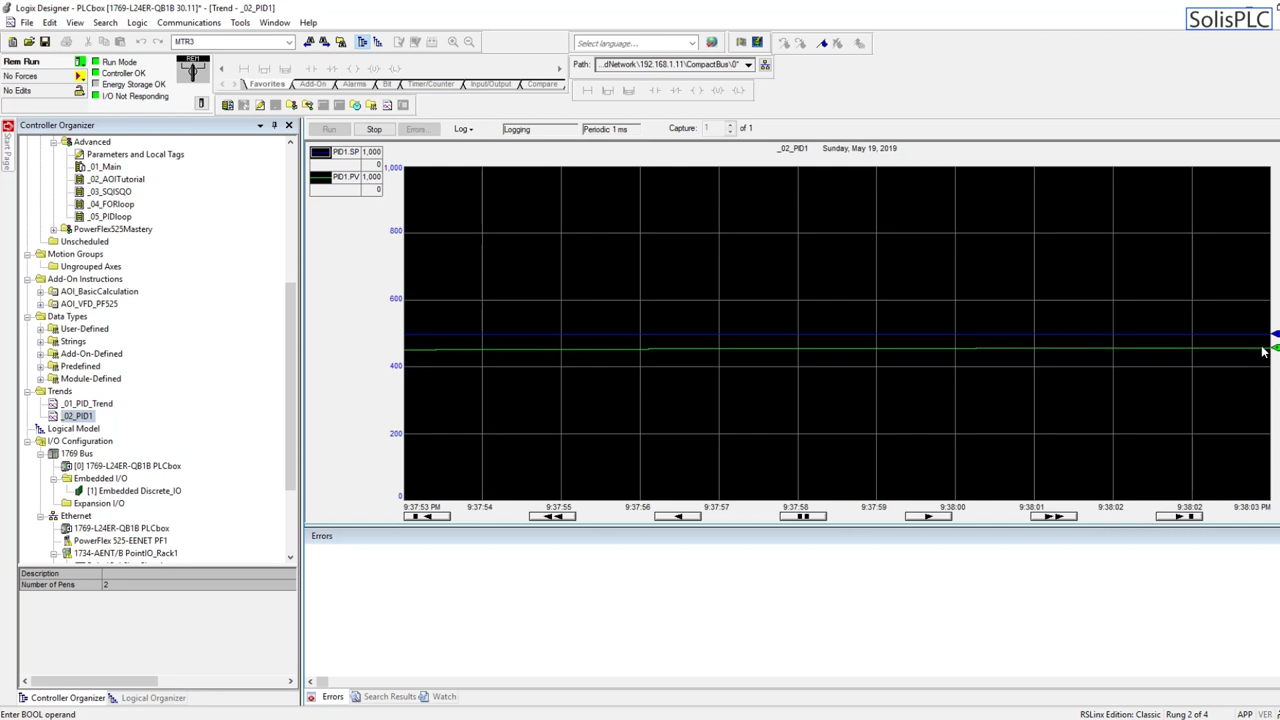 Logix Designer - PLCbox [1769-L24ER-QB1B 30.11]* - [Trend - _02_PID1]
SolisPLC
File Edit View Search Logic Communications Tools Window Help
MTR3
Select language...
Rem Run
Run Mode
No Forces
Controller OK
No Edits
Energy Storage OK
I/O Not Responding
REM
Path: ..dNetwork\192.168.1.11\CompactBus\0*
Favorites Add-On Alarms Bit Timer/Counter Input/Output Compare
Start Page
Controller Organizer
Advanced
Parameters and Local Tags
_01_Main
_02_AOITutorial
_03_SQISQO
_04_FORloop
_05_PIDloop
PowerFlex525Mastery
Unscheduled
Motion Groups
Ungrouped Axes
Add-On Instructions
AOI_BasicCalculation
AOI_VFD_PF525
Data Types
User-Defined
Strings
Add-On-Defined
Predefined
Module-Defined
Trends
_01_PID_Trend
_02_PID1
Logical Model
I/O Configuration
1769 Bus
[0] 1769-L24ER-QB1B PLCbox
Embedded I/O
[1] Embedded Discrete_IO
Expansion I/O
Ethernet
1769-L24ER-QB1B PLCbox
PowerFlex 525-EENET PF1
1734-AENT/B PointIO_Rack1
Description
Number of Pens 2
Controller Organizer Logical Organizer
Run Stop Errors... Log Logging Periodic 1 ms Capture: 1 of 1
_02_PID1 Sunday, May 19, 2019
PID1.SP 1,000
0
PID1.PV 1,000
0
1,000
800
600
400
200
0
9:37:53 PM 9:37:54 9:37:55 9:37:56 9:37:57 9:37:58 9:37:59 9:38:00 9:38:01 9:38:02 9:38:03 PM
Errors
Errors Search Results Watch
Enter BOOL operand
RSLinx Edition: Classic Rung 2 of 4 APP VER